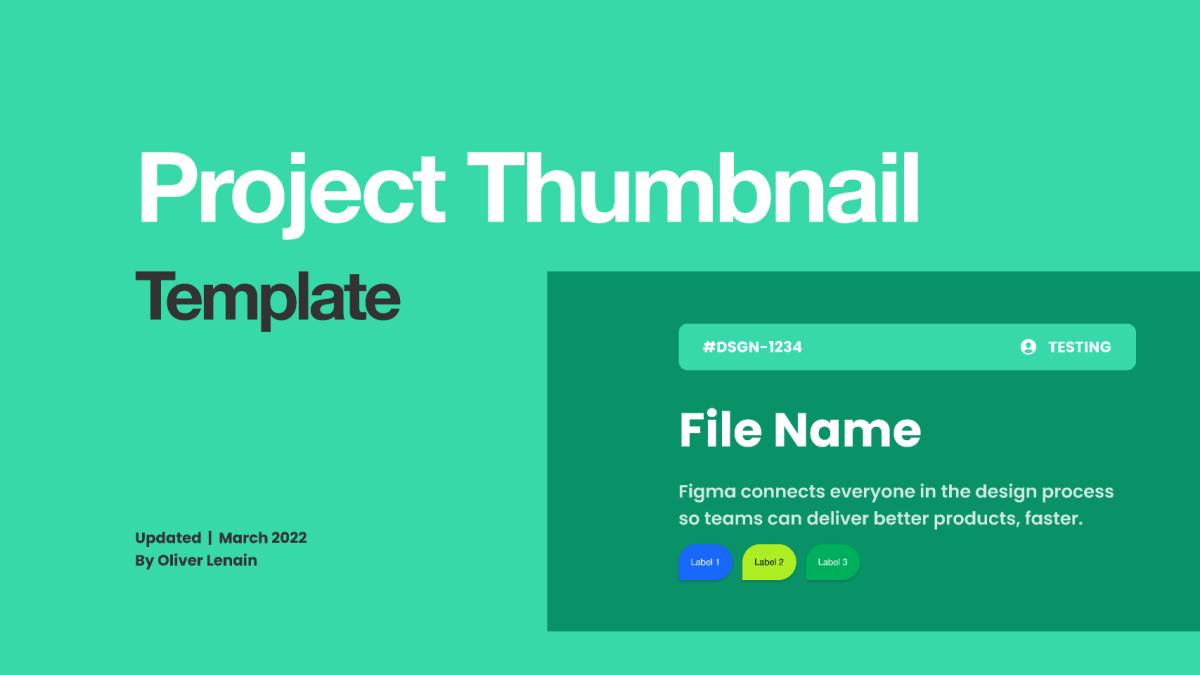 Project Thumbnail
Template
#DSGN-1234
TESTING
File Name
Figma connects everyone in the design process
so teams can deliver better products, faster.
Label 1
Label 2
Label 3
Updated | March 2022
By Oliver Lenain